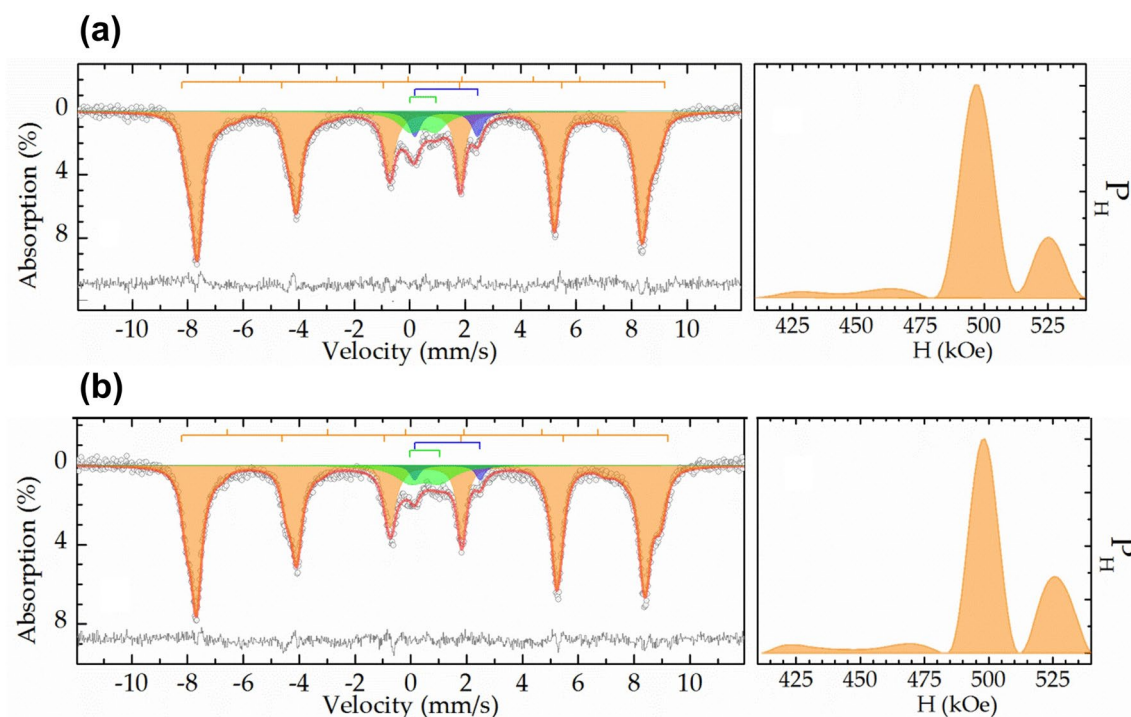 (a)
Absorption (%)
0
4
8
-10 -8 -6 -4 -2 0 2 4 6 8 10
Velocity (mm/s)
P_H
425 450 475 500 525
H (kOe)
(b)
Absorption (%)
0
4
8
-10 -8 -6 -4 -2 0 2 4 6 8 10
Velocity (mm/s)
P_H
425 450 475 500 525
H (kOe)